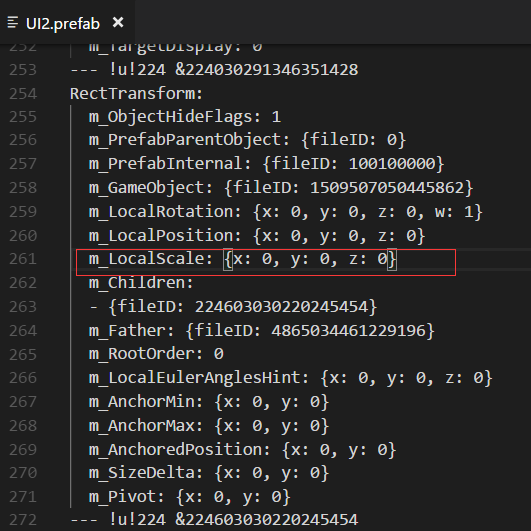 UI2.prefab
252 m_TargetDisplay: 0
253 --- !u!224 &224030291346351428
254 RectTransform:
255 m_ObjectHideFlags: 1
256 m_PrefabParentObject: {fileID: 0}
257 m_PrefabInternal: {fileID: 100100000}
258 m_GameObject: {fileID: 1509507050445862}
259 m_LocalRotation: {x: 0, y: 0, z: 0, w: 1}
260 m_LocalPosition: {x: 0, y: 0, z: 0}
261 m_LocalScale: {x: 0, y: 0, z: 0}
262 m_Children:
263 - {fileID: 224603030220245454}
264 m_Father: {fileID: 4865034461229196}
265 m_RootOrder: 0
266 m_LocalEulerAnglesHint: {x: 0, y: 0, z: 0}
267 m_AnchorMin: {x: 0, y: 0}
268 m_AnchorMax: {x: 0, y: 0}
269 m_AnchoredPosition: {x: 0, y: 0}
270 m_SizeDelta: {x: 0, y: 0}
271 m_Pivot: {x: 0, y: 0}
272 --- !u!224 &224603030220245454